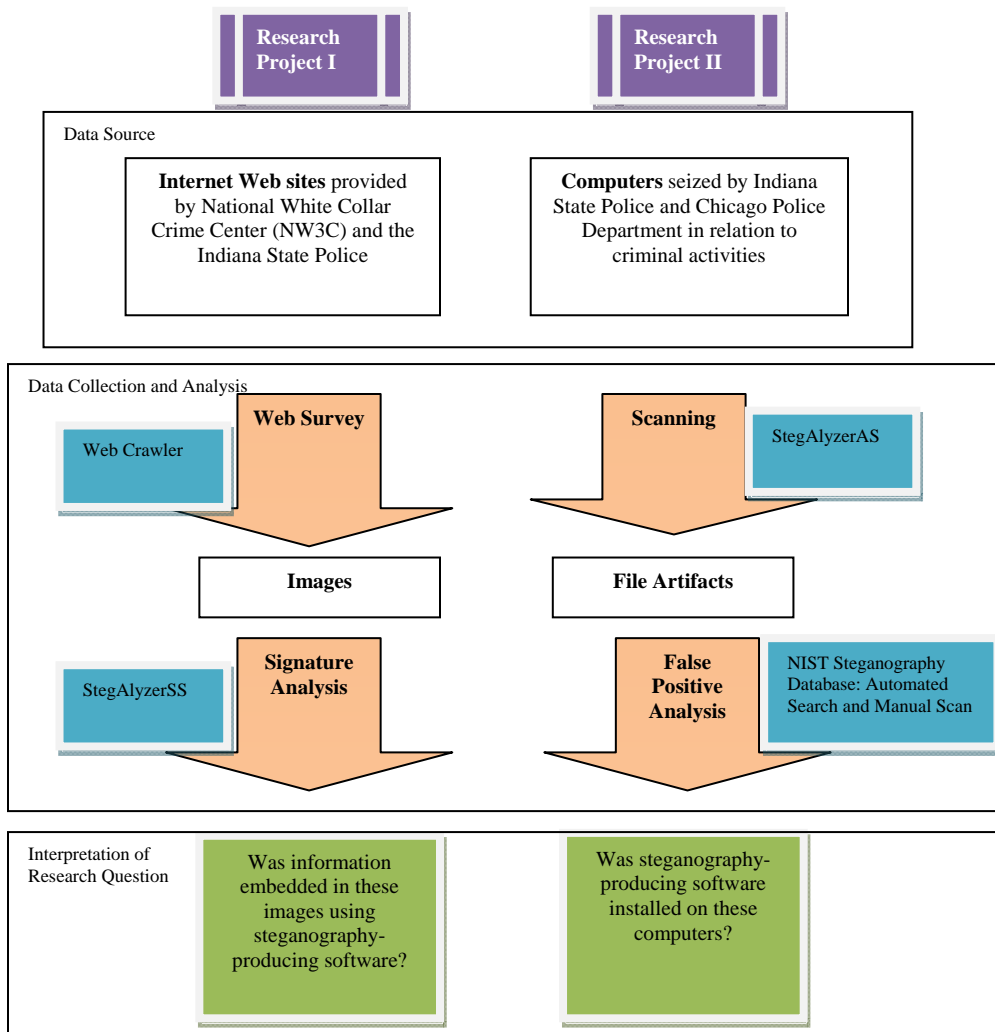 Research
Project I
Research
Project II
Data Source
Internet Web sites provided
by National White Collar
Crime Center (NW3C) and the
Indiana State Police
Computers seized by Indiana
State Police and Chicago Police
Department in relation to
criminal activities
Data Collection and Analysis
Web Survey
Web Crawler
Scanning
StegAlyzerAS
Images
File Artifacts
Signature
Analysis
StegAlyzerSS
False
Positive
Analysis
NIST Steganography
Database: Automated
Search and Manual Scan
Interpretation of
Research Question
Was information
embedded in these
images using
steganography-
producing software?
Was steganography-
producing software
installed on these
computers?